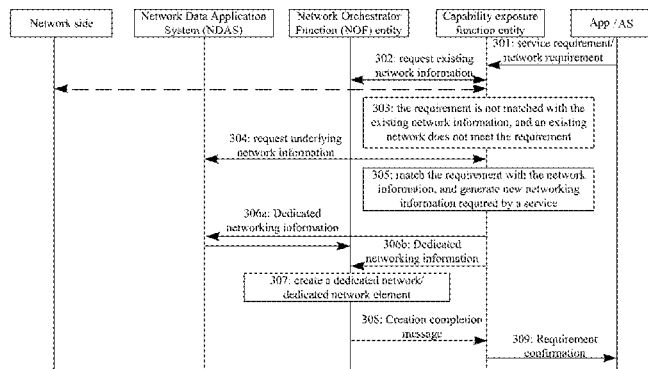 Network side
Network Data Application
System (NDAS)
Network Orchestrator
Function (NOF) entity
Capability exposure
function entity
App /AS
301: service requirement/
network requirement
302: request existing
network information
303: the requirement is not matched with the
existing network information, and an existing
network does not meet the requirement
304: request underlying
network information
305: match the requirement with the network
information, and generate new networking
information required by a service
306a: Dedicated
networking information
306b: Dedicated
networking information
307: create a dedicated network/
dedicated network element
308: Creation completion
message
309: Requirement
confirmation